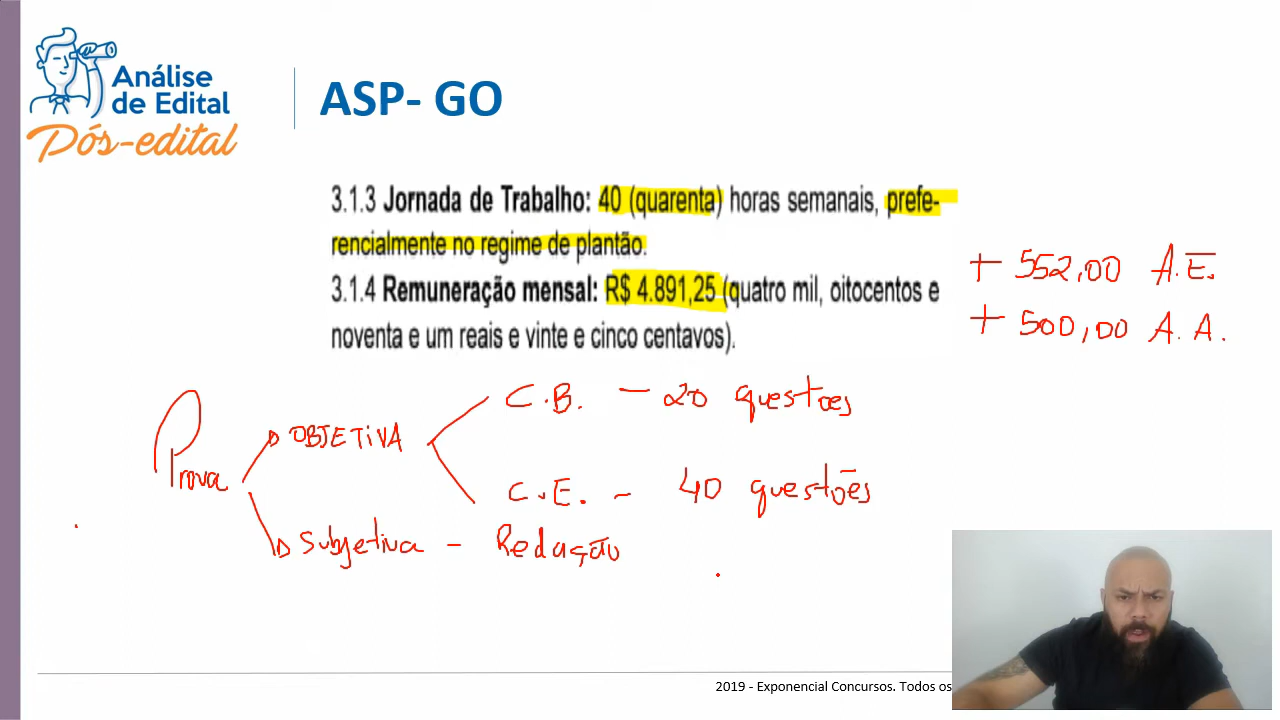 Análise
de Edital
Pós-edital
ASP- GO
3.1.3 Jornada de Trabalho: 40 (quarenta) horas semanais, prefe-
rencialmente no regime de plantão.
3.1.4 Remuneração mensal: R$ 4.891,25 (quatro mil, oitocentos e
noventa e um reais e vinte e cinco centavos).
+ 552,00 A.E.
+ 500,00 A.A.
Prova
OBJETIVA
C.B. - 20 questões
C.E. - 40 questões
Subjetiva - Redação
2019 - Exponencial Concursos. Todos os